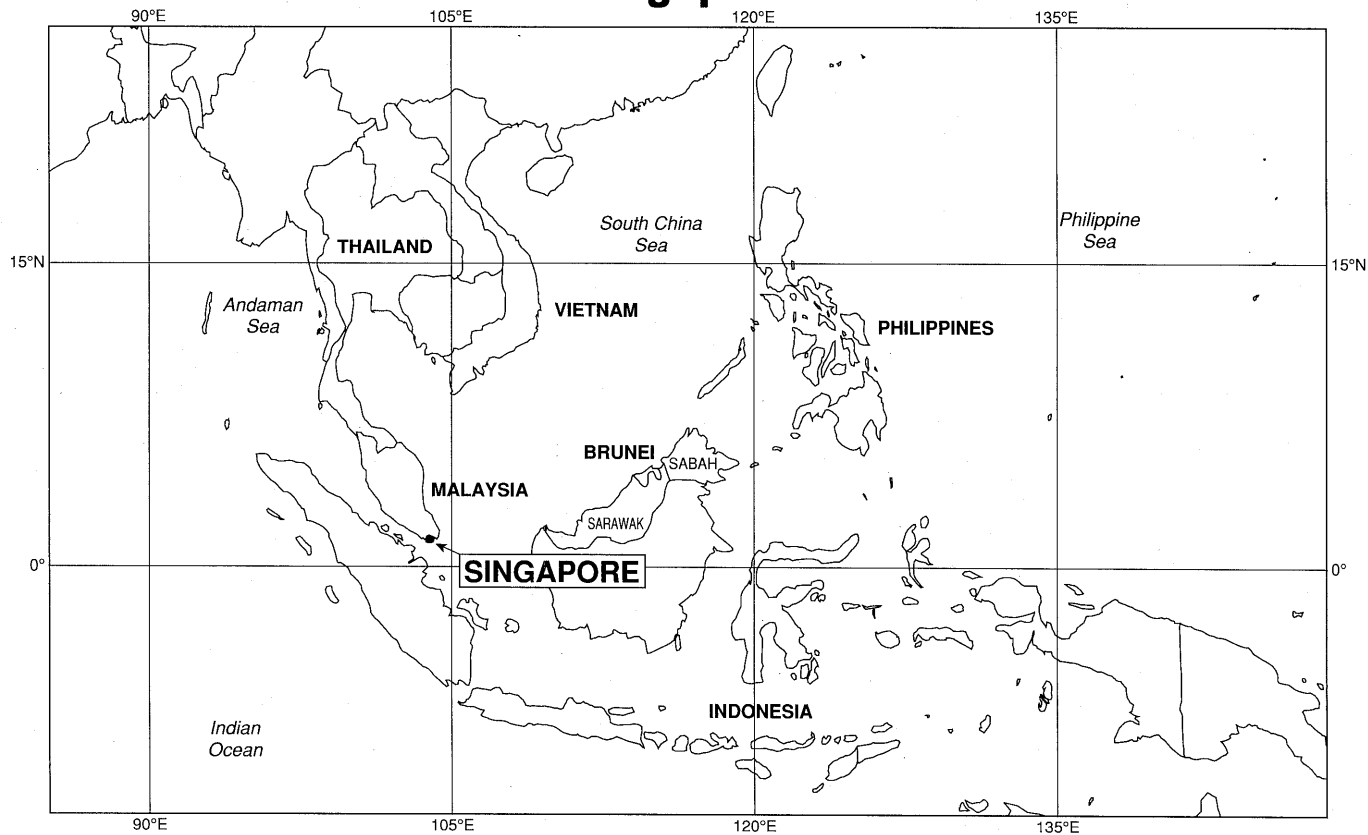 90°E
105°E
120°E
135°E
South China
Sea
Philippine
Sea
THAILAND
15°N
15°N
Andaman
Sea
VIETNAM
PHILIPPINES
BRUNEI
SABAH
MALAYSIA
SARAWAK
SINGAPORE
0°
0°
INDONESIA
Indian
Ocean
90°E
105°E
120°E
135°E